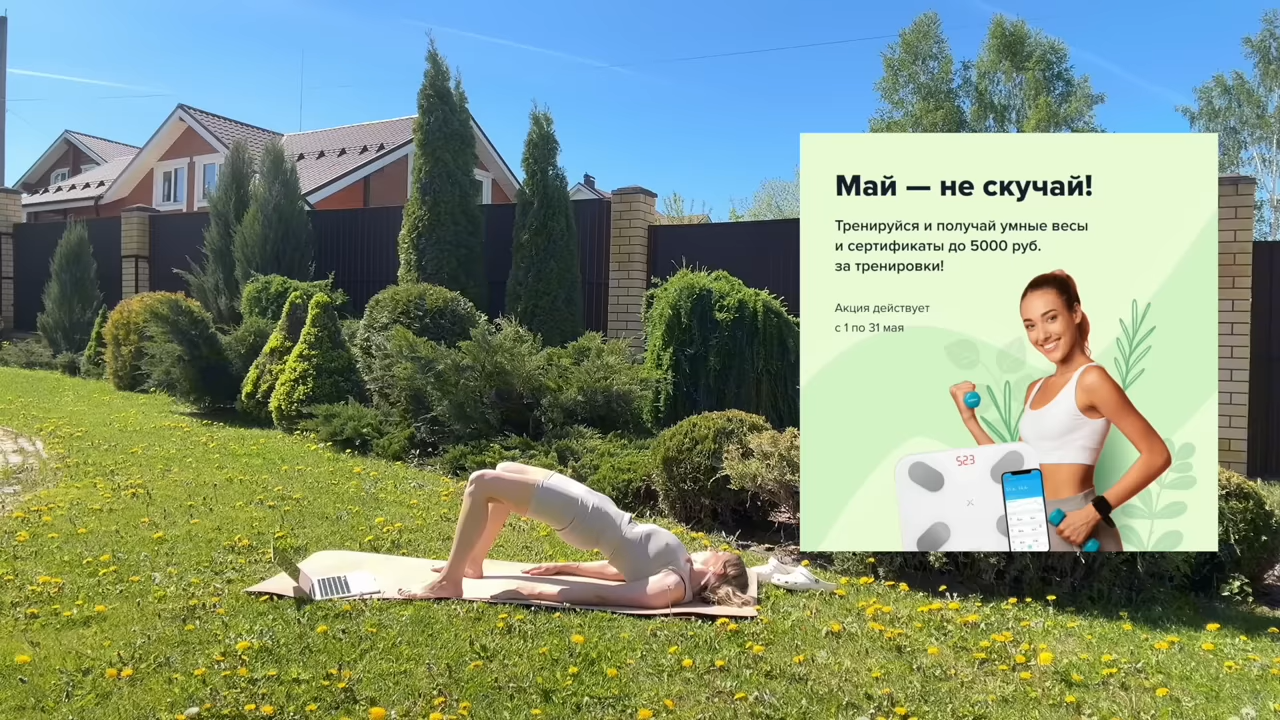 Май — не скучай!
Тренируйся и получай умные весы
и сертификаты до 5000 руб.
за тренировки!
Акция действует
с 1 по 31 мая
523